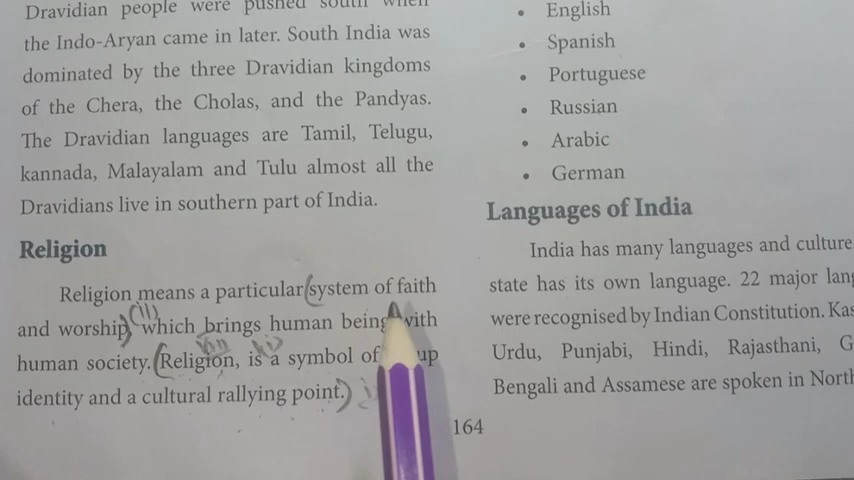 Dravidian people were pushed south when
the Indo-Aryan came in later. South India was
dominated by the three Dravidian kingdoms
of the Chera, the Cholas, and the Pandyas.
The Dravidian languages are Tamil, Telugu,
kannada, Malayalam and Tulu almost all the
Dravidians live in southern part of India.
Religion
Religion means a particular (system of faith
and worship) which brings human being with
human society. (Religion, is a symbol of up
identity and a cultural rallying point.)
• English
• Spanish
• Portuguese
• Russian
• Arabic
• German
Languages of India
India has many languages and culture
state has its own language. 22 major
were recognised by Indian Constitution.
Urdu, Punjabi, Hindi, Rajasthani,
Bengali and Assamese are spoken in
164